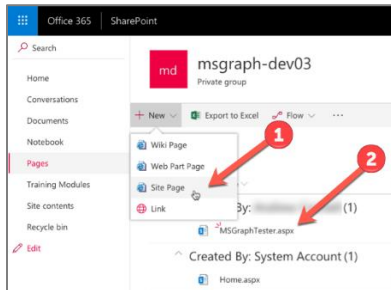 Office 365
SharePoint
Search
md
msgraph-dev03
Private group
Home
Conversations
Documents
Notebook
Pages
Training Modules
Site contents
Recycle bin
Edit
+ New
Export to Excel
Flow
...
Wiki Page
Web Part Page
Site Page
Link
1
2
By:
(1)
MSGraphTester.aspx
Created By: System Account (1)
Home.aspx